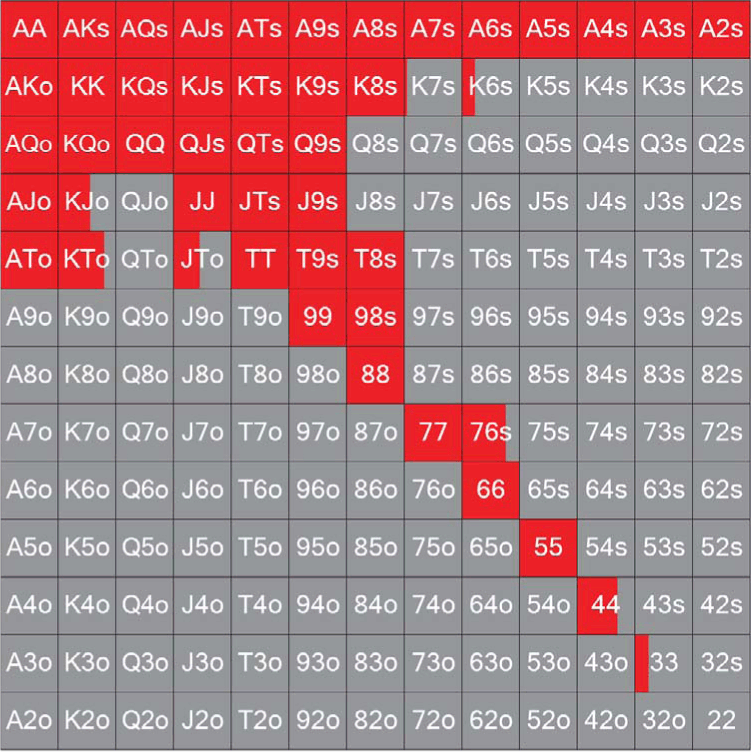 AA AKs AQs AJs ATs A9s A8s A7s A6s A5s A4s A3s A2s
AKo KK KQs KJs KTs K9s K8s K7s K6s K5s K4s K3s K2s
AQo KQo QQ QJs QTs Q9s Q8s Q7s Q6s Q5s Q4s Q3s Q2s
AJo KJo QJo JJ JTs J9s J8s J7s J6s J5s J4s J3s J2s
ATo KTo QTo JTo TT T9s T8s T7s T6s T5s T4s T3s T2s
A9o K9o Q9o J9o T9o 99 98s 97s 96s 95s 94s 93s 92s
A8o K8o Q8o J8o T8o 98o 88 87s 86s 85s 84s 83s 82s
A7o K7o Q7o J7o T7o 97o 87o 77 76s 75s 74s 73s 72s
A6o K6o Q6o J6o T6o 96o 86o 76o 66 65s 64s 63s 62s
A5o K5o Q5o J5o T5o 95o 85o 75o 65o 55 54s 53s 52s
A4o K4o Q4o J4o T4o 94o 84o 74o 64o 54o 44 43s 42s
A3o K3o Q3o J3o T3o 93o 83o 73o 63o 53o 43o 33 32s
A2o K2o Q2o J2o T2o 92o 82o 72o 62o 52o 42o 32o 22